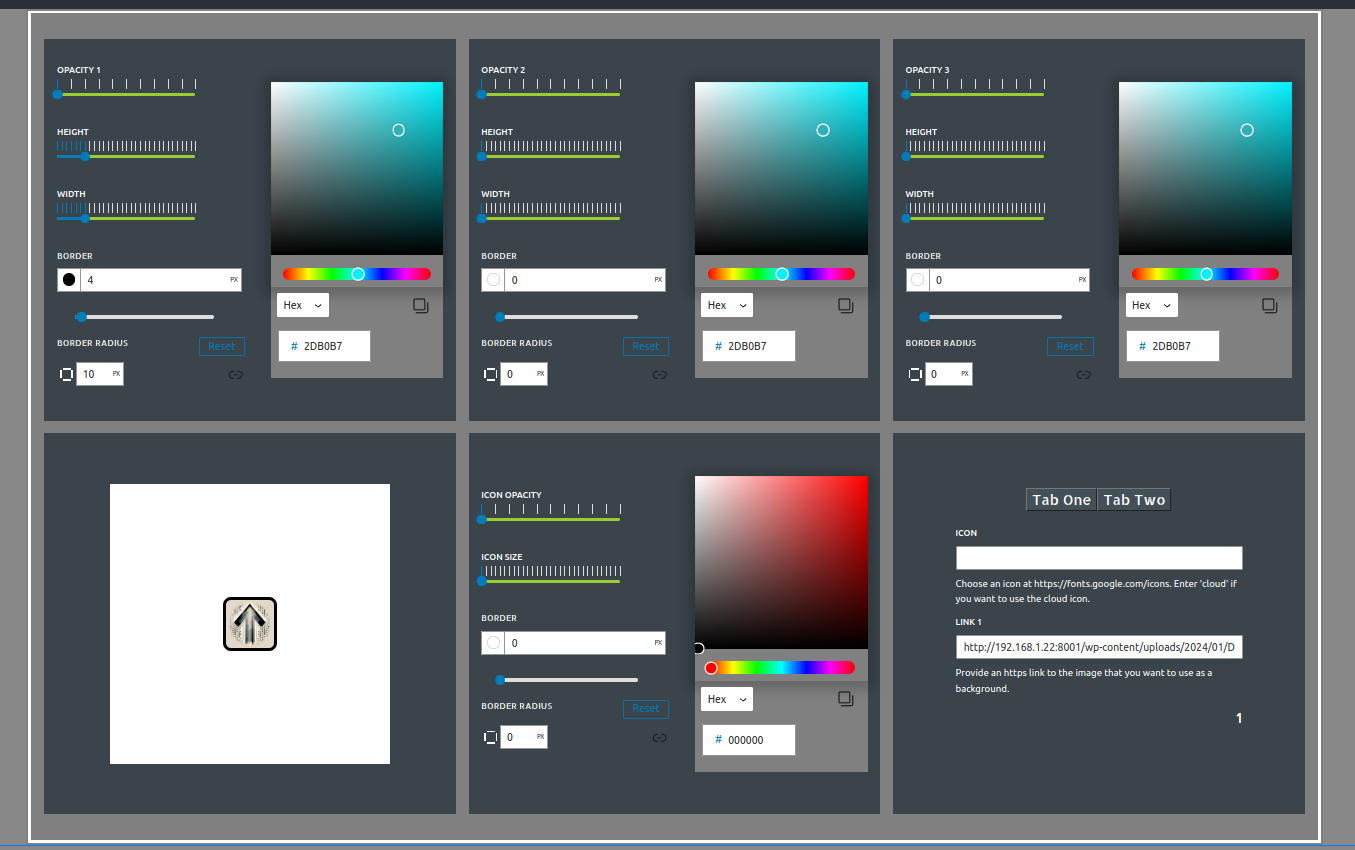 OPACITY 1
HEIGHT
WIDTH
BORDER
4 PX
BORDER RADIUS Reset
10 PX
Hex
# 2DB0B7
OPACITY 2
HEIGHT
WIDTH
BORDER
0 PX
BORDER RADIUS Reset
0 PX
Hex
# 2DB0B7
OPACITY 3
HEIGHT
WIDTH
BORDER
0 PX
BORDER RADIUS Reset
0 PX
Hex
# 2DB0B7
ICON OPACITY
ICON SIZE
BORDER
0 PX
BORDER RADIUS Reset
0 PX
Hex
# 000000
Tab One Tab Two
ICON
Choose an icon at https://fonts.google.com/icons. Enter 'cloud' if
you want to use the cloud icon.
LINK 1
http://192.168.1.22:8001/wp-content/uploads/2024/01/D
Provide an https link to the image that you want to use as a
background.
1